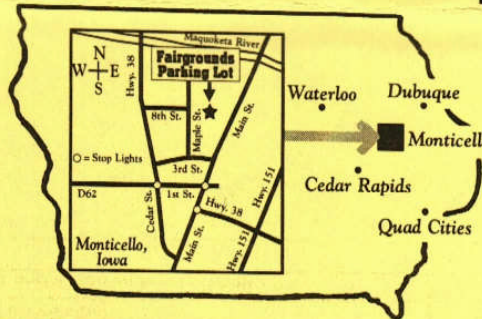 N
W E
S
Hwy. 38
Maquoketa River
Fairgrounds
Parking Lot
8th St.
Maple St.
Main St.
= Stop Lights
3rd St.
D62
1st St.
Cedar St.
Hwy. 38
Hwy. 151
Main St.
Hwy. 151
Monticello,
Iowa
Waterloo
Dubuque
Monticell
Cedar Rapids
Quad Cities